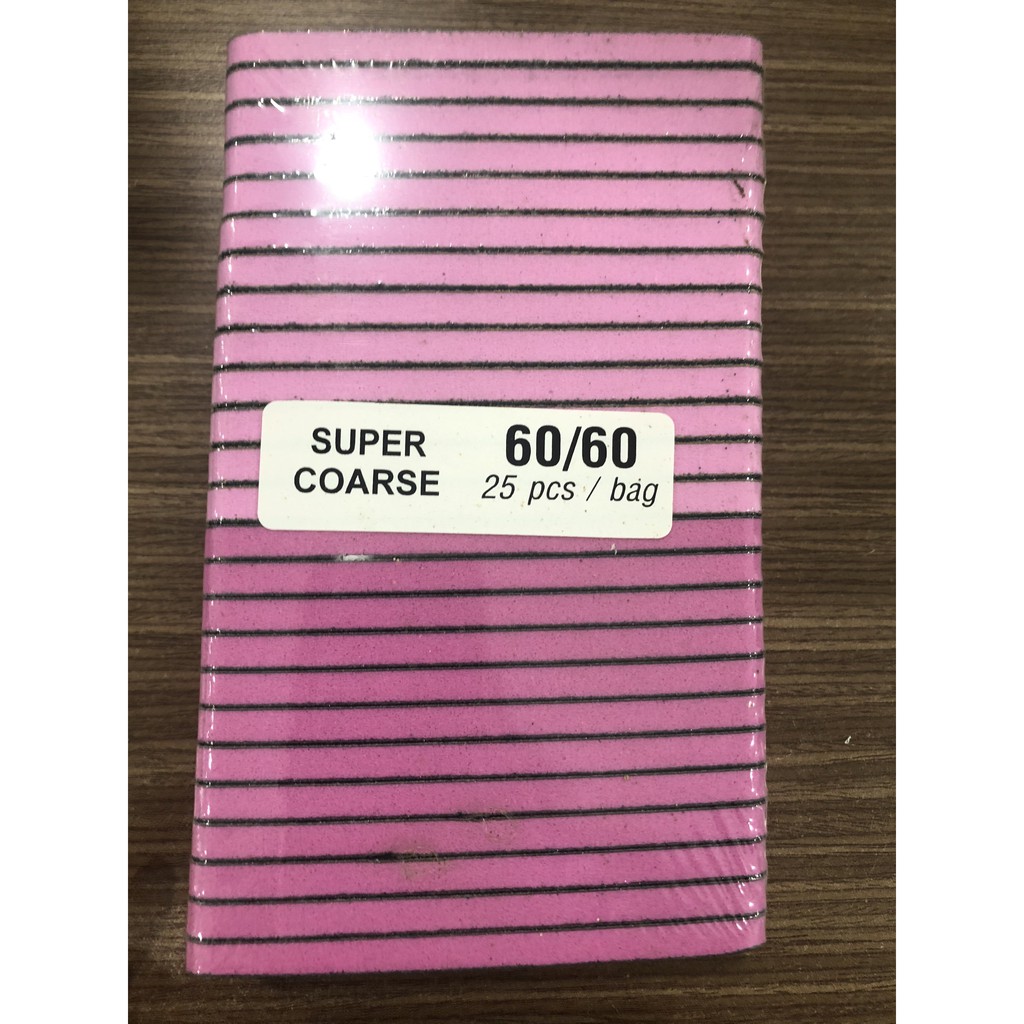 SUPER
COARSE
60/60
25 pcs / bag